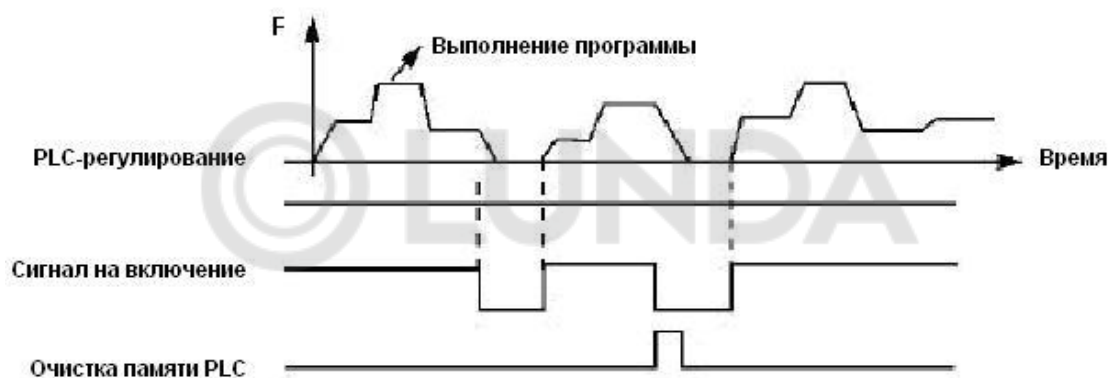 F
Выполнение программы
PLC-регулирование
Время
LUNDA
Сигнал на включение
Очистка памяти PLC